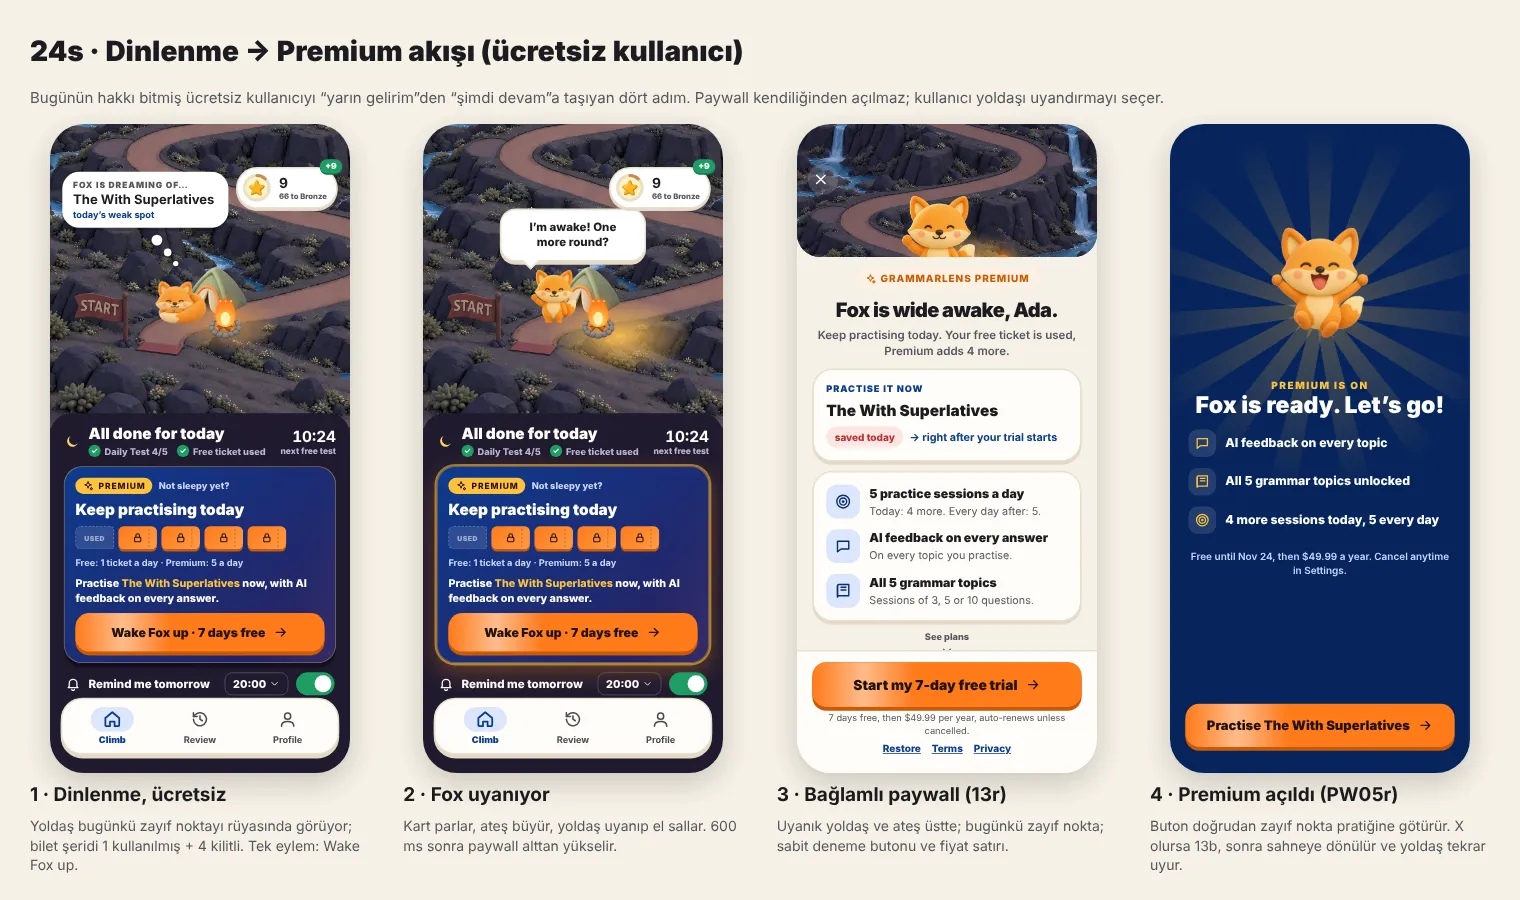 24s · Dinlenme → Premium akışı (ücretsiz kullanıcı)
Bugünün hakkı bitmiş ücretsiz kullanıcıyı “yarın gelirim”den “şimdi devam”a taşıyan dört adım. Paywall kendiliğinden açılmaz; kullanıcı yoldaşı uyandırmayı seçer.
FOX IS DREAMING OF...
The With Superlatives
today’s weak spot
+9
9
66 to Bronze
START
All done for today
10:24
Daily Test 4/5
Free ticket used
next free test
PREMIUM
Not sleepy yet?
Keep practising today
USED
Free: 1 ticket a day · Premium: 5 a day
Practise The With Superlatives now, with AI
feedback on every answer.
Wake Fox up · 7 days free →
Remind me tomorrow
20:00
Climb
Review
Profile
1 · Dinlenme, ücretsiz
Yoldaş bugünkü zayıf noktayı rüyasında görüyor;
bilet şeridi 1 kullanılmış + 4 kilitli. Tek eylem: Wake
Fox up.
+9
9
66 to Bronze
I’m awake! One
more round?
START
All done for today
10:24
Daily Test 4/5
Free ticket used
next free test
PREMIUM
Not sleepy yet?
Keep practising today
USED
Free: 1 ticket a day · Premium: 5 a day
Practise The With Superlatives now, with AI
feedback on every answer.
Wake Fox up · 7 days free →
Remind me tomorrow
20:00
Climb
Review
Profile
2 · Fox uyanıyor
Kart parlar, ateş büyür, yoldaş uyanıp el sallar. 600
ms sonra paywall alttan yükselir.
GRAMMARLENS PREMIUM
Fox is wide awake, Ada.
Keep practising today. Your free ticket is used,
Premium adds 4 more.
PRACTISE IT NOW
The With Superlatives
saved today
→ right after your trial starts
5 practice sessions a day
Today: 4 more. Every day after: 5.
AI feedback on every answer
On every topic you practise.
All 5 grammar topics
Sessions of 3, 5 or 10 questions.
See plans
Start my 7-day free trial →
7 days free, then $49.99 per year, auto-renews unless
cancelled.
Restore
Terms
Privacy
3 · Bağlamlı paywall (13r)
Uyanık yoldaş ve ateş üstte; bugünkü zayıf nokta;
sabit deneme butonu ve fiyat satırı.
PREMIUM IS ON
Fox is ready. Let’s go!
AI feedback on every topic
All 5 grammar topics unlocked
4 more sessions today, 5 every day
Free until Nov 24, then $49.99 a year. Cancel anytime
in Settings.
Practise The With Superlatives →
4 · Premium açıldı (PW05r)
Buton doğrudan zayıf nokta pratiğine götürür. X
olursa 13b, sonra sahneye dönülür ve yoldaş tekrar
uyur.